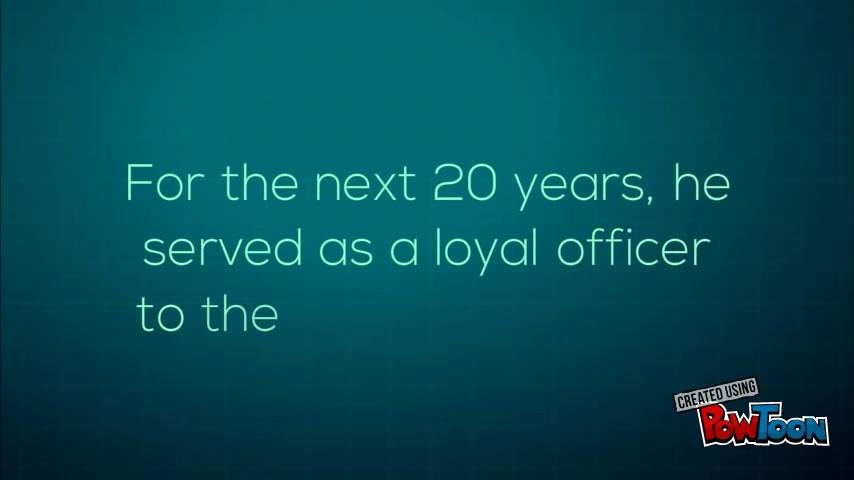 For the next 20 years, he
served as a loyal officer
to the
CREATED USING
POWTOON